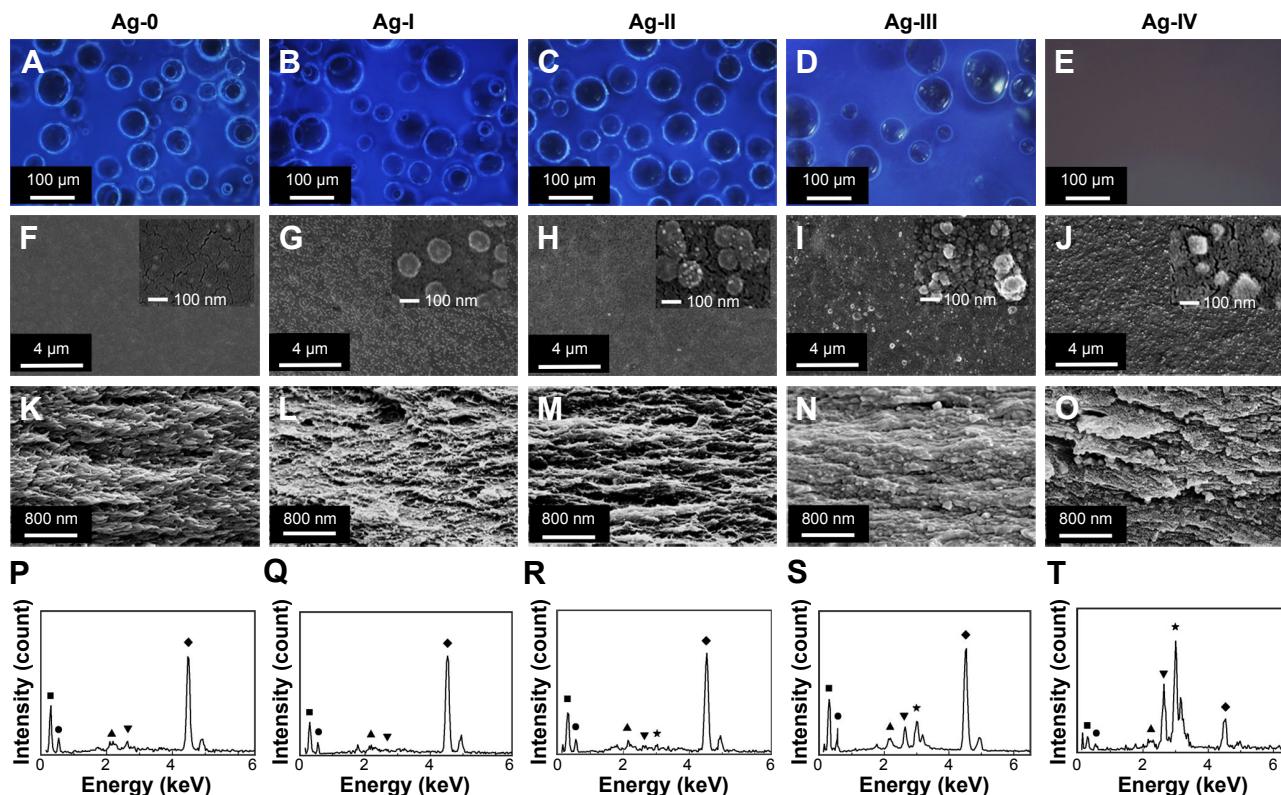 Ag-0 Ag-I Ag-II Ag-III Ag-IV
A B C D E
100 µm 100 µm 100 µm 100 µm 100 µm
F G H I J
100 nm 100 nm 100 nm 100 nm 100 nm
4 µm 4 µm 4 µm 4 µm 4 µm
K L M N O
800 nm 800 nm 800 nm 800 nm 800 nm
P Q R S T
Intensity (count) Intensity (count) Intensity (count) Intensity (count) Intensity (count)
0 2 4 6 0 2 4 6 0 2 4 6 0 2 4 6 0 2 4 6
Energy (keV) Energy (keV) Energy (keV) Energy (keV) Energy (keV)